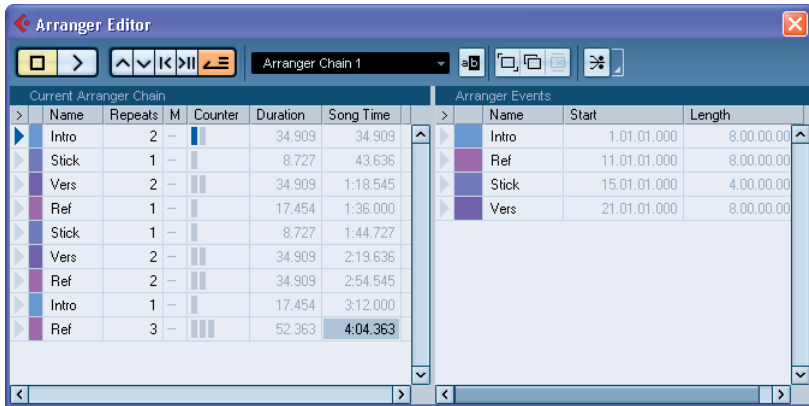 Arranger Editor
Arranger Chain 1
ab
Current Arranger Chain
> Name Repeats M Counter Duration Song Time
Intro 2 – 34.909 34.909
Stick 1 – 8.727 43.636
Vers 2 – 34.909 1:18.545
Ref 1 – 17.454 1:36.000
Stick 1 – 8.727 1:44.727
Vers 2 – 34.909 2:19.636
Ref 2 – 34.909 2:54.545
Intro 1 – 17.454 3:12.000
Ref 3 – 52.363 4:04.363
Arranger Events
> Name Start Length
Intro 1.01.01.000 8.00.00.00
Ref 11.01.01.000 8.00.00.00
Stick 15.01.01.000 4.00.00.00
Vers 21.01.01.000 8.00.00.00